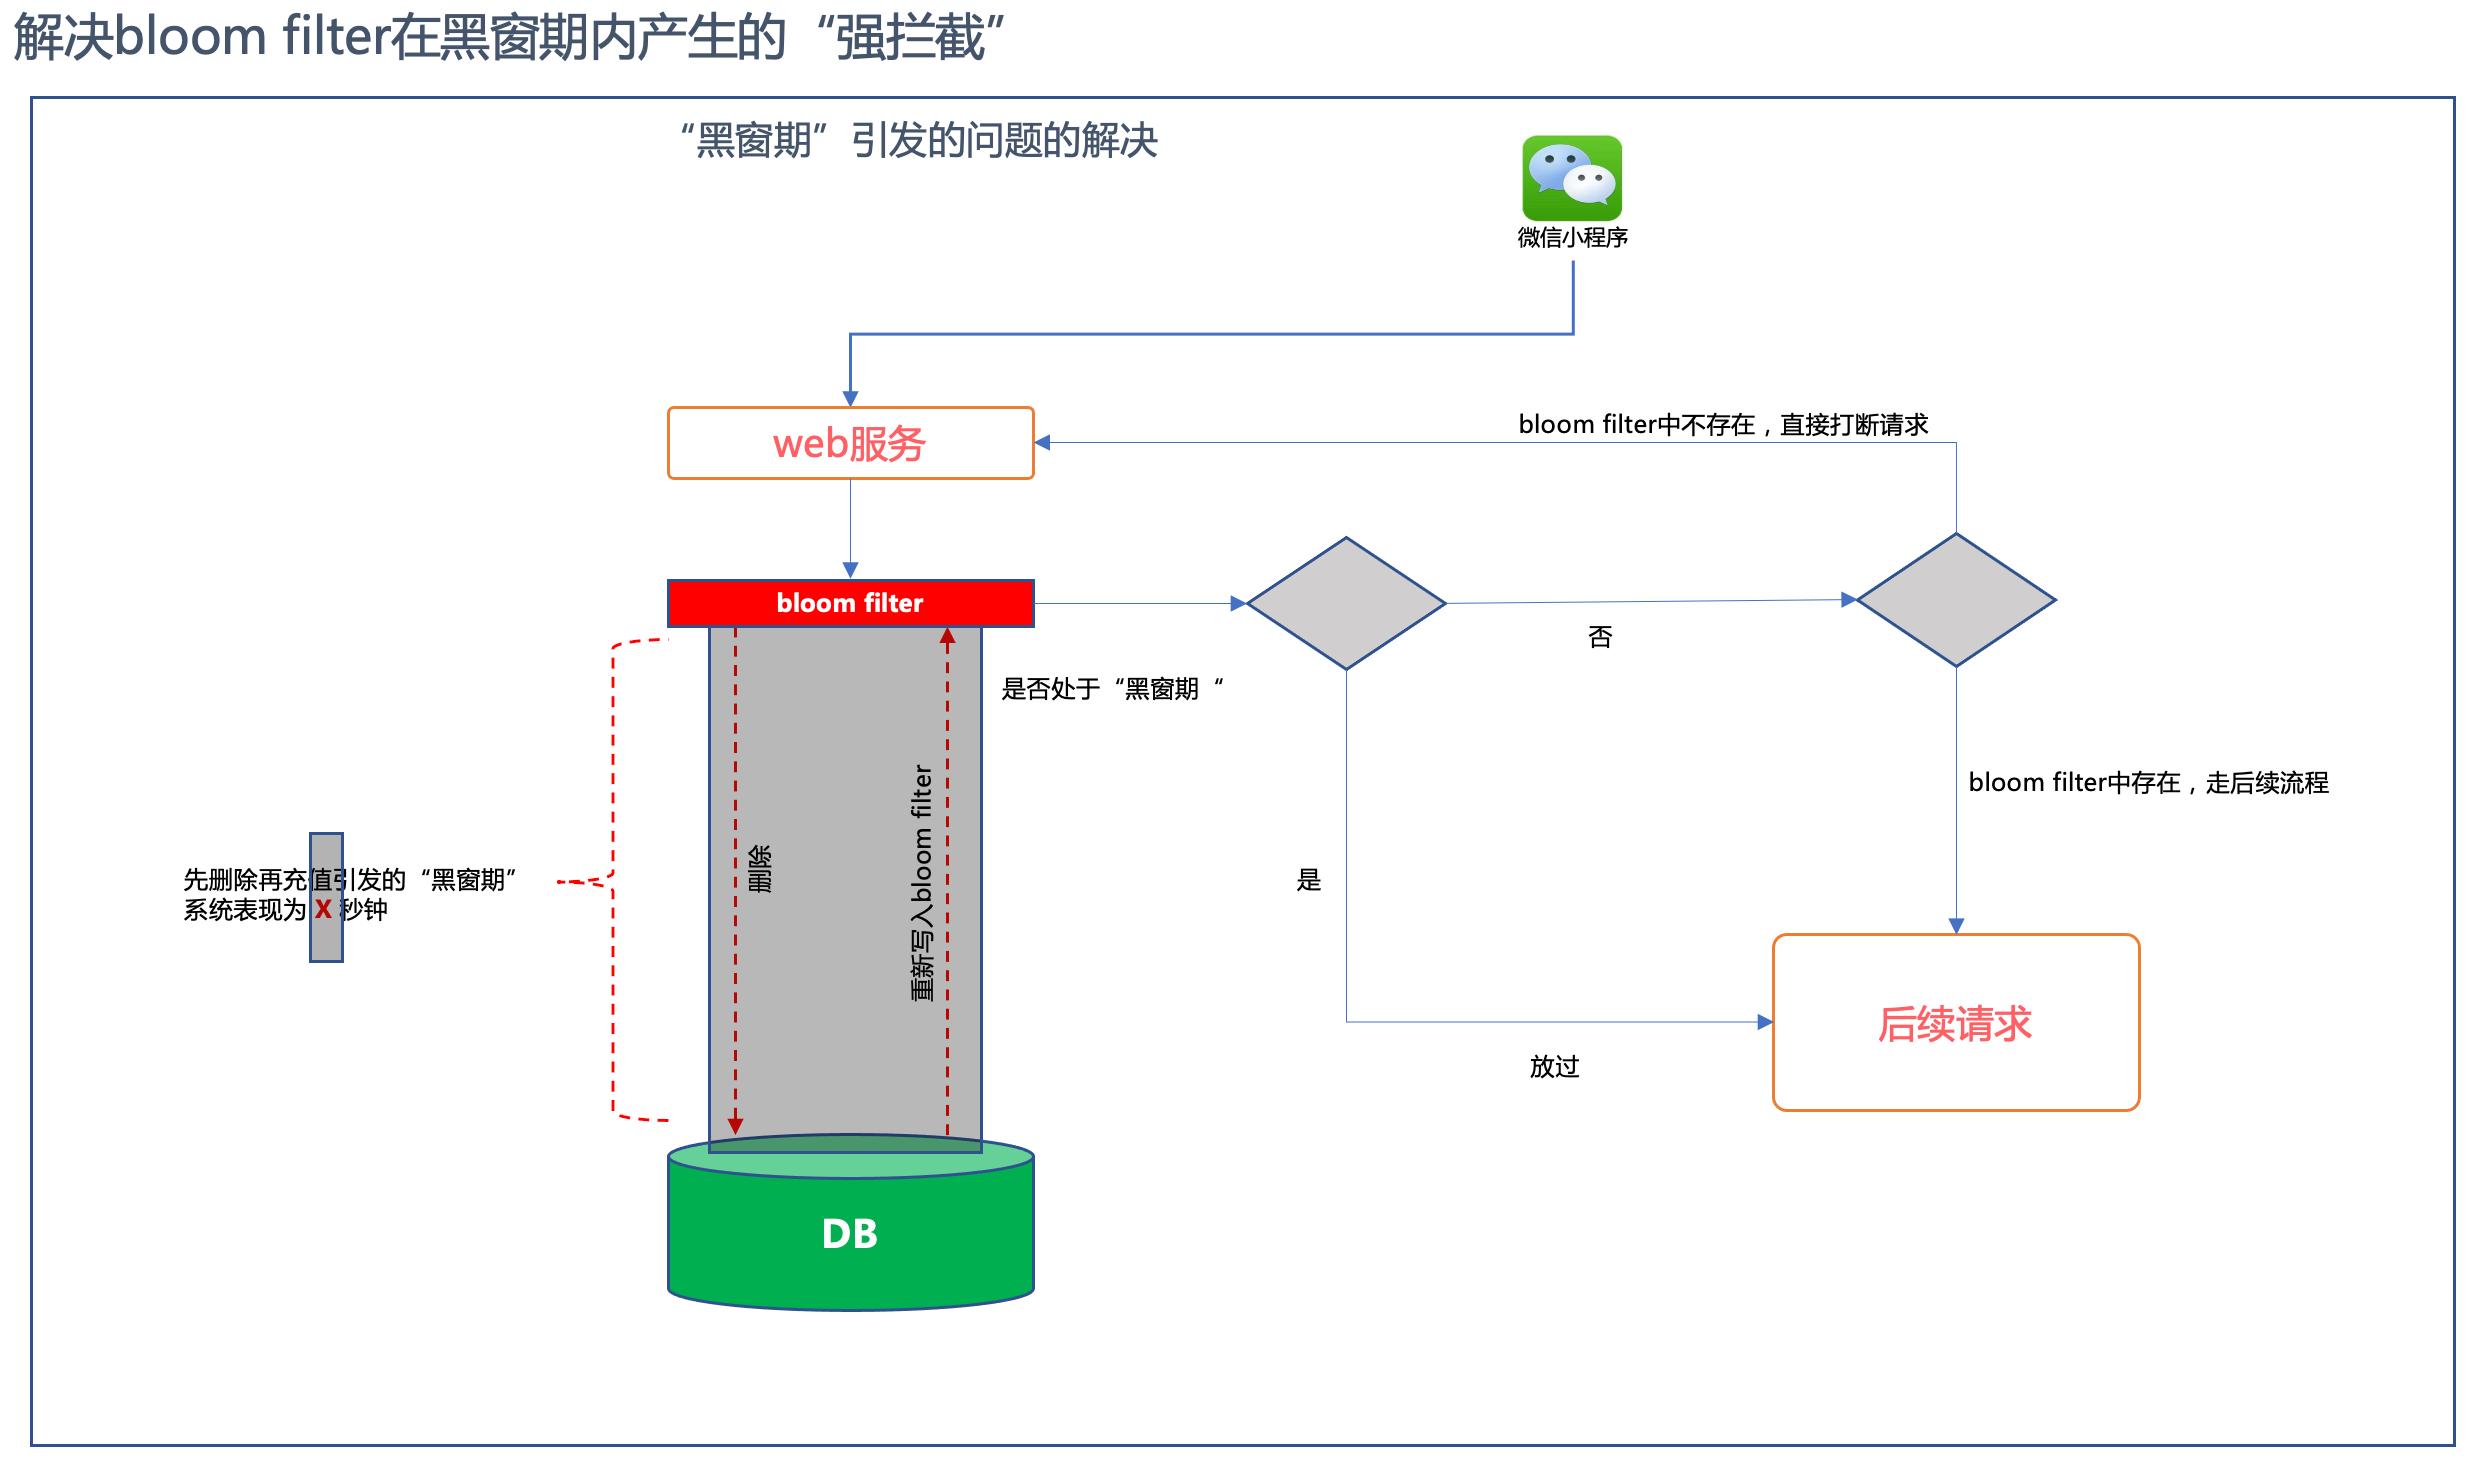 解决bloom filter在黑窗期内产生的“强拦截”
“黑窗期”引发的问题的解决
微信小程序
web服务
bloom filter中不存在，直接打断请求
bloom filter
否
是否处于“黑窗期“
bloom filter中存在，走后续流程
删除
重新写入bloom filter
先删除再充值引发的“黑窗期”
系统表现为 X 秒钟
是
后续请求
放过
DB